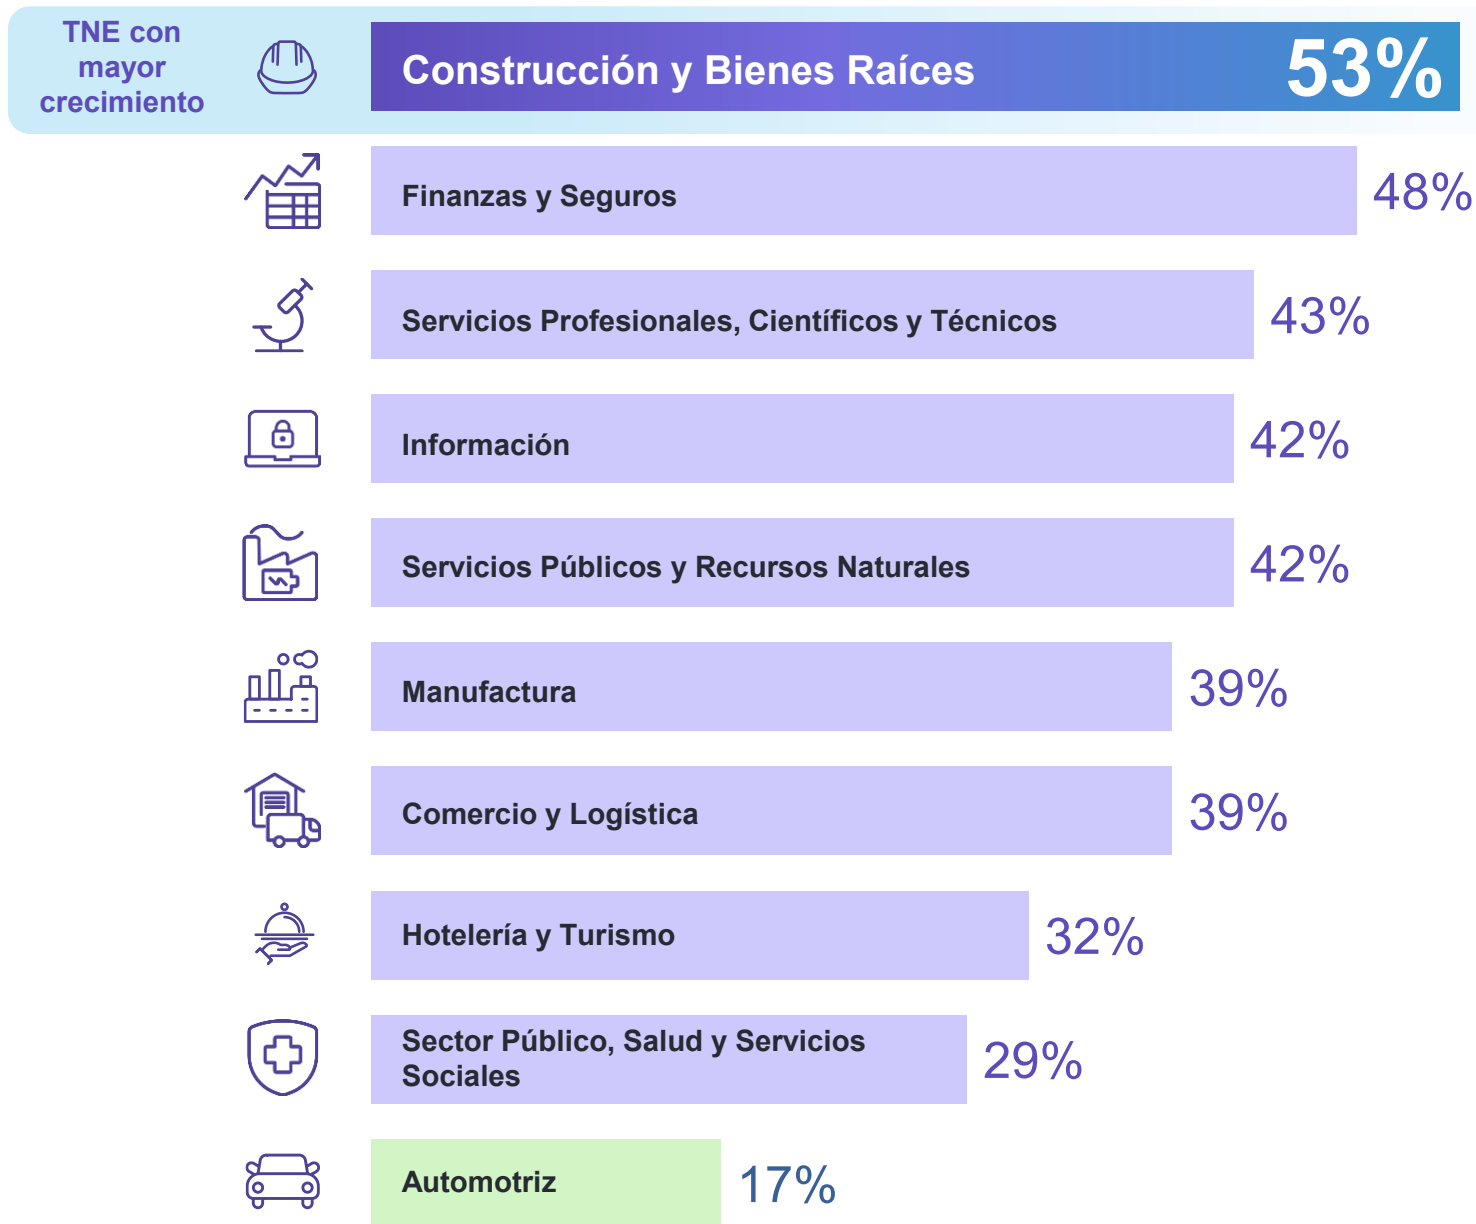 TNE con
mayor
crecimiento
Construcción y Bienes Raíces 53%
Finanzas y Seguros 48%
Servicios Profesionales, Científicos y Técnicos 43%
Información 42%
Servicios Públicos y Recursos Naturales 42%
Manufactura 39%
Comercio y Logística 39%
Hotelería y Turismo 32%
Sector Público, Salud y Servicios
Sociales 29%
Automotriz 17%